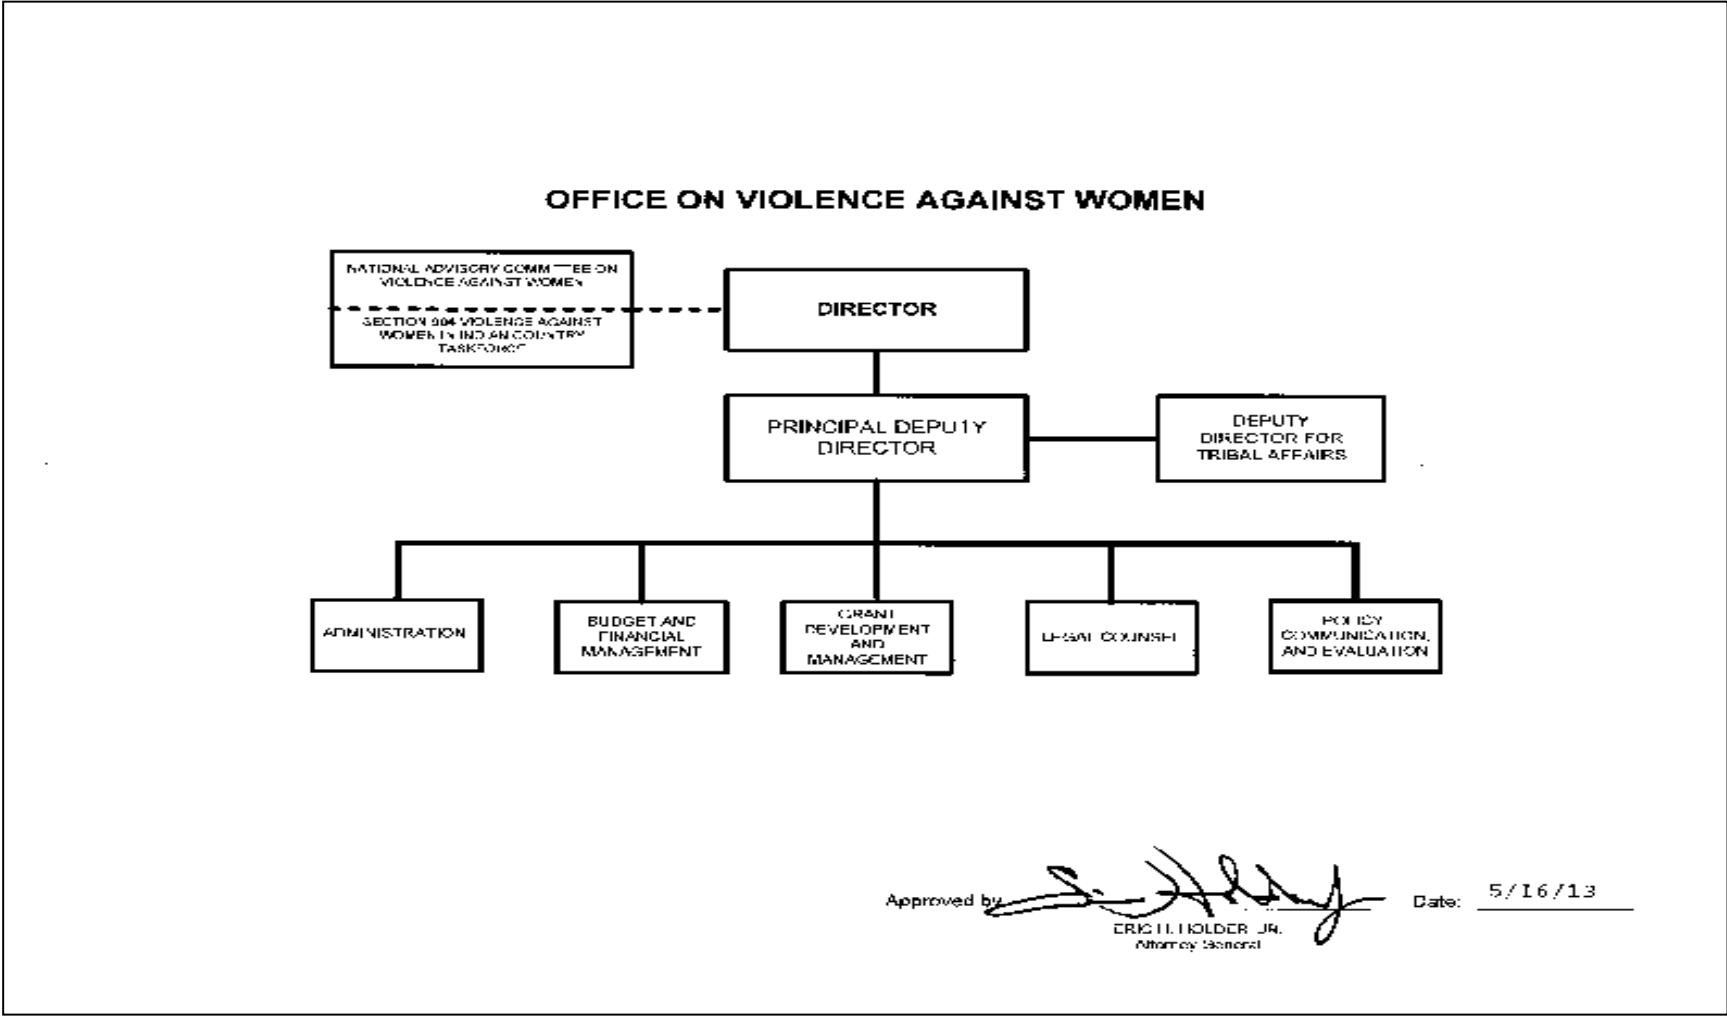 OFFICE ON VIOLENCE AGAINST WOMEN
NATIONAL ADVISORY COMMITTEE ON
VIOLENCE AGAINST WOMEN
SECTION 904 VIOLENCE AGAINST
WOMEN IN INDIAN COUNTRY
TASKFORCE
DIRECTOR
PRINCIPAL DEPUTY
DIRECTOR
DEPUTY
DIRECTOR FOR
TRIBAL AFFAIRS
ADMINISTRATION
BUDGET AND
FINANCIAL
MANAGEMENT
GRANT
DEVELOPMENT
AND
MANAGEMENT
LEGAL COUNSEL
POLICY
COMMUNICATION,
AND EVALUATION
Approved by
ERIC H. HOLDER, JR.
Attorney General
Date: 5/16/13